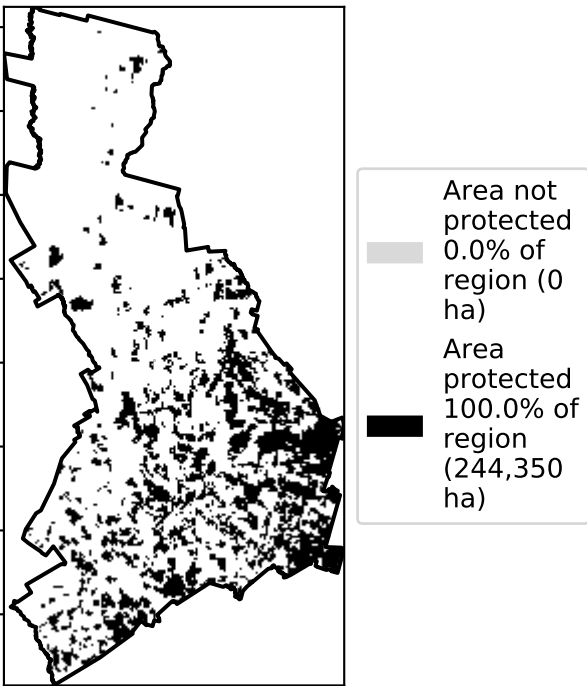 Area not
protected
0.0% of
region (0
ha)
Area
protected
100.0% of
region
(244,350
ha)